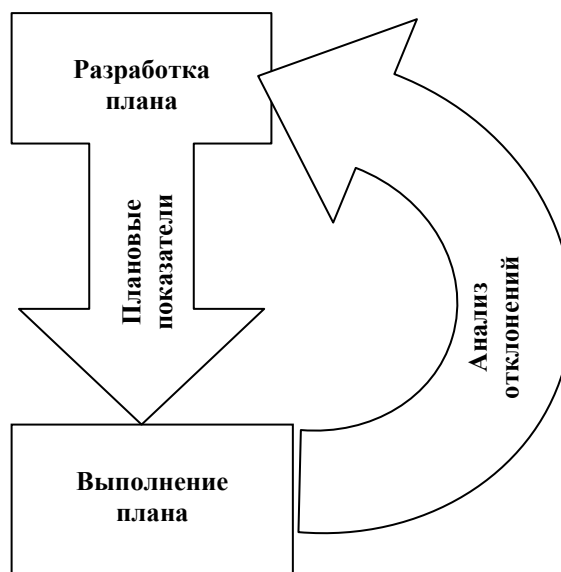 Разработка
плана
Плановые
показатели
Анализ
отклонений
Выполнение
плана